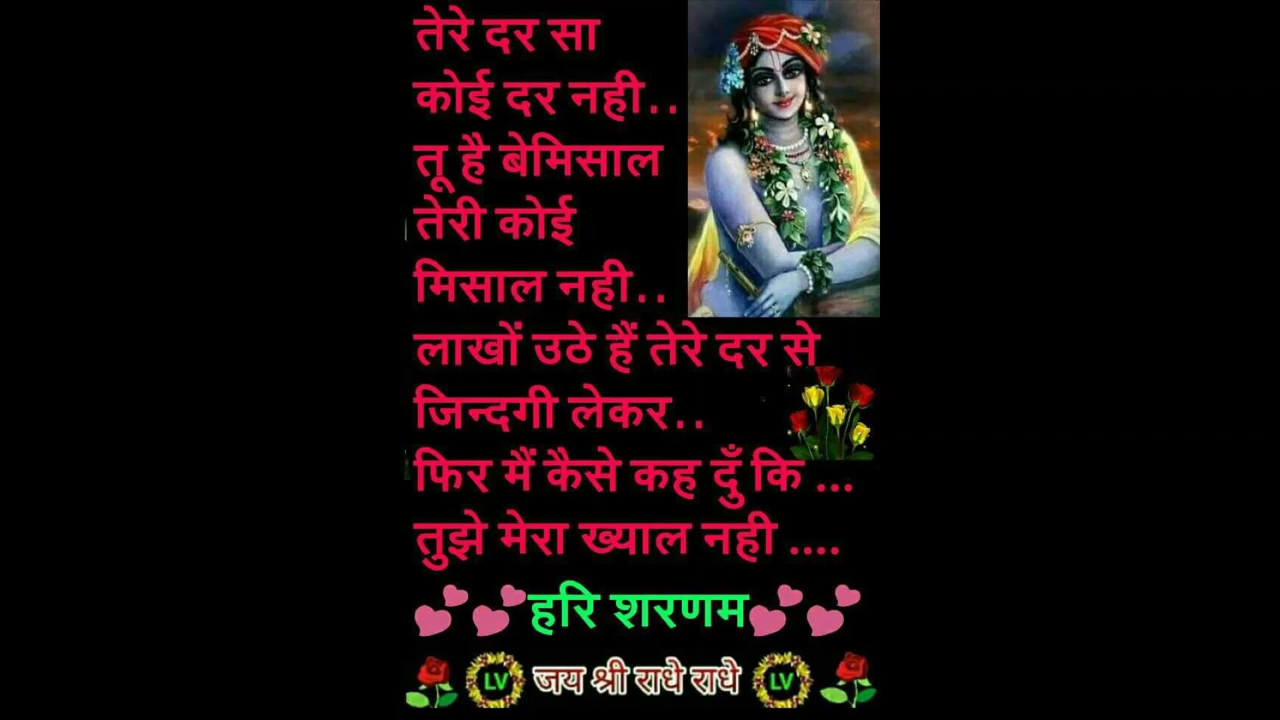 तेरे दर सा
कोई दर नही..
तू है बेमिसाल
तेरी कोई
मिसाल नही..
लाखों उठे हैं तेरे दर से
जिन्दगी लेकर..
फिर मैं कैसे कह दुँ कि ...
तुझे मेरा ख्याल नही ....
💕💕हरि शरणम💕💕
LV जय श्री राधे राधे LV